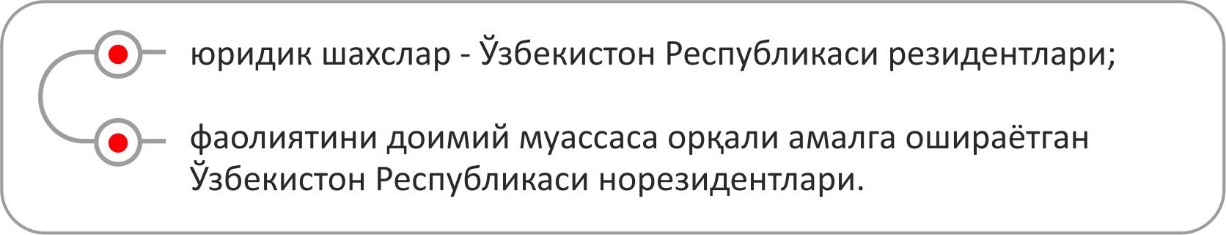 юридик шахслар - Ўзбекистон Республикаси резидентлари;
фаолиятини доимий муассаса орқали амалга ошираётган
Ўзбекистон Республикаси норезидентлари.